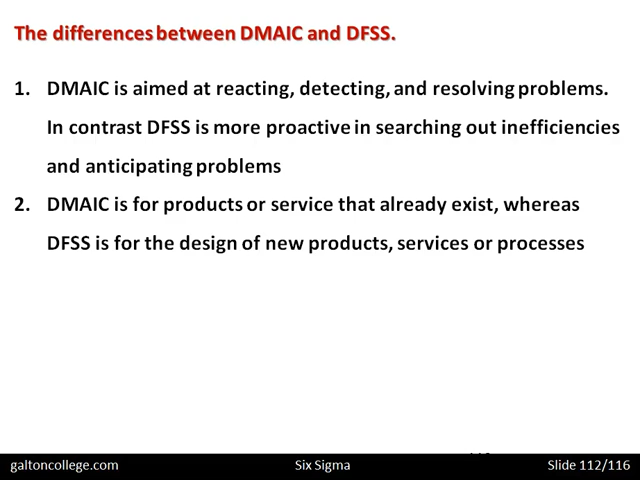 The differences between DMAIC and DFSS.
1. DMAIC is aimed at reacting, detecting, and resolving problems.
In contrast DFSS is more proactive in searching out inefficiencies
and anticipating problems
2. DMAIC is for products or service that already exist, whereas
DFSS is for the design of new products, services or processes
galtoncollege.com Six Sigma Slide 112/116